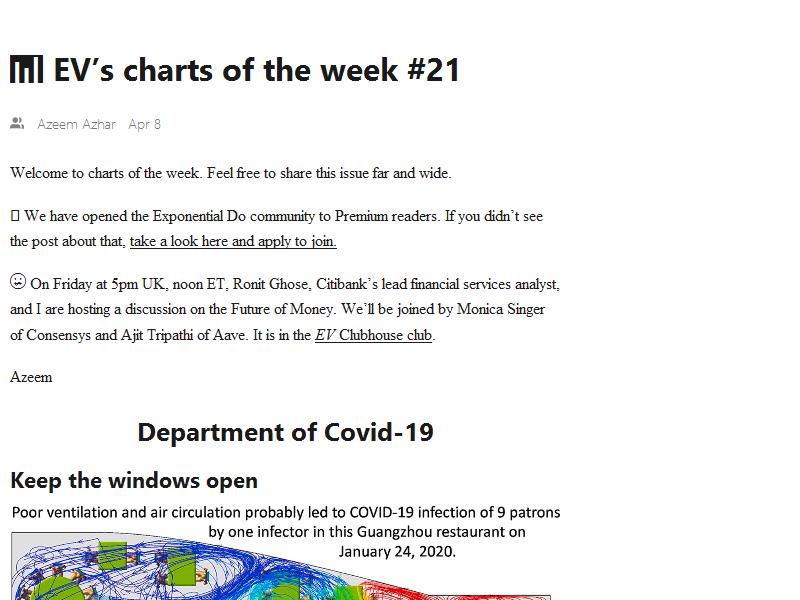 EV’s charts of the week #21
Azeem Azhar Apr 8
Welcome to charts of the week. Feel free to share this issue far and wide.
We have opened the Exponential Do community to Premium readers. If you didn’t see
the post about that, take a look here and apply to join.
On Friday at 5pm UK, noon ET, Ronit Ghose, Citibank’s lead financial services analyst,
and I are hosting a discussion on the Future of Money. We’ll be joined by Monica Singer
of Consensys and Ajit Tripathi of Aave. It is in the EV Clubhouse club.
Azeem
Department of Covid-19
Keep the windows open
Poor ventilation and air circulation probably led to COVID-19 infection of 9 patrons
by one infector in this Guangzhou restaurant on
January 24, 2020.